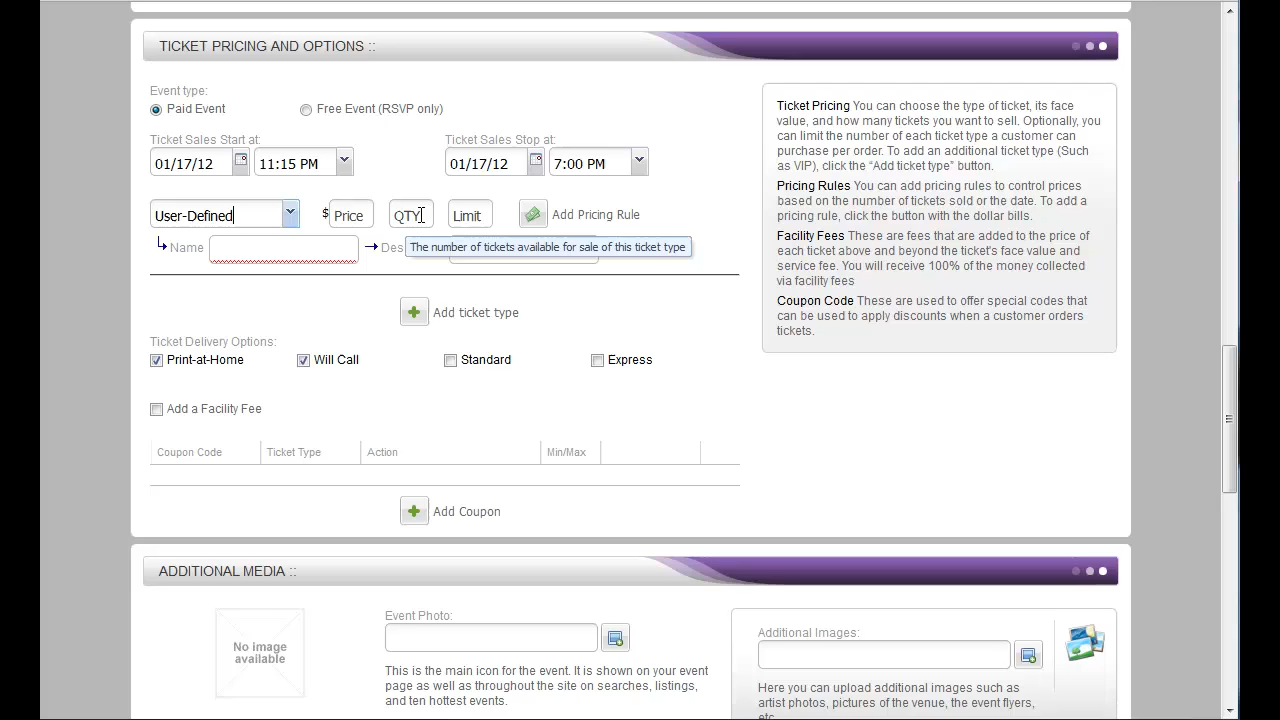 TICKET PRICING AND OPTIONS ::
Event type:
Paid Event
Free Event (RSVP only)
Ticket Sales Start at:
Ticket Sales Stop at:
01/17/12
11:15 PM
01/17/12
7:00 PM
User-Defined
$
Price
QTY
Limit
Add Pricing Rule
Name
Des
The number of tickets available for sale of this ticket type
Add ticket type
Ticket Delivery Options:
Print-at-Home
Will Call
Standard
Express
Add a Facility Fee
Coupon Code
Ticket Type
Action
Min/Max
Add Coupon
Ticket Pricing You can choose the type of ticket, its face
value, and how many tickets you want to sell. Optionally, you
can limit the number of each ticket type a customer can
purchase per order. To add an additional ticket type (Such
as VIP), click the “Add ticket type” button.
Pricing Rules You can add pricing rules to control prices
based on the number of tickets sold or the date. To add a
pricing rule, click the button with the dollar bills.
Facility Fees These are fees that are added to the price of
each ticket above and beyond the ticket's face value and
service fee. You will receive 100% of the money collected
via facility fees
Coupon Code These are used to offer special codes that
can be used to apply discounts when a customer orders
tickets.
ADDITIONAL MEDIA ::
No image
available
Event Photo:
This is the main icon for the event. It is shown on your event
page as well as throughout the site on searches, listings,
and ten hottest events.
Additional Images:
Here you can upload additional images such as
artist photos, pictures of the venue, the event flyers,
etc